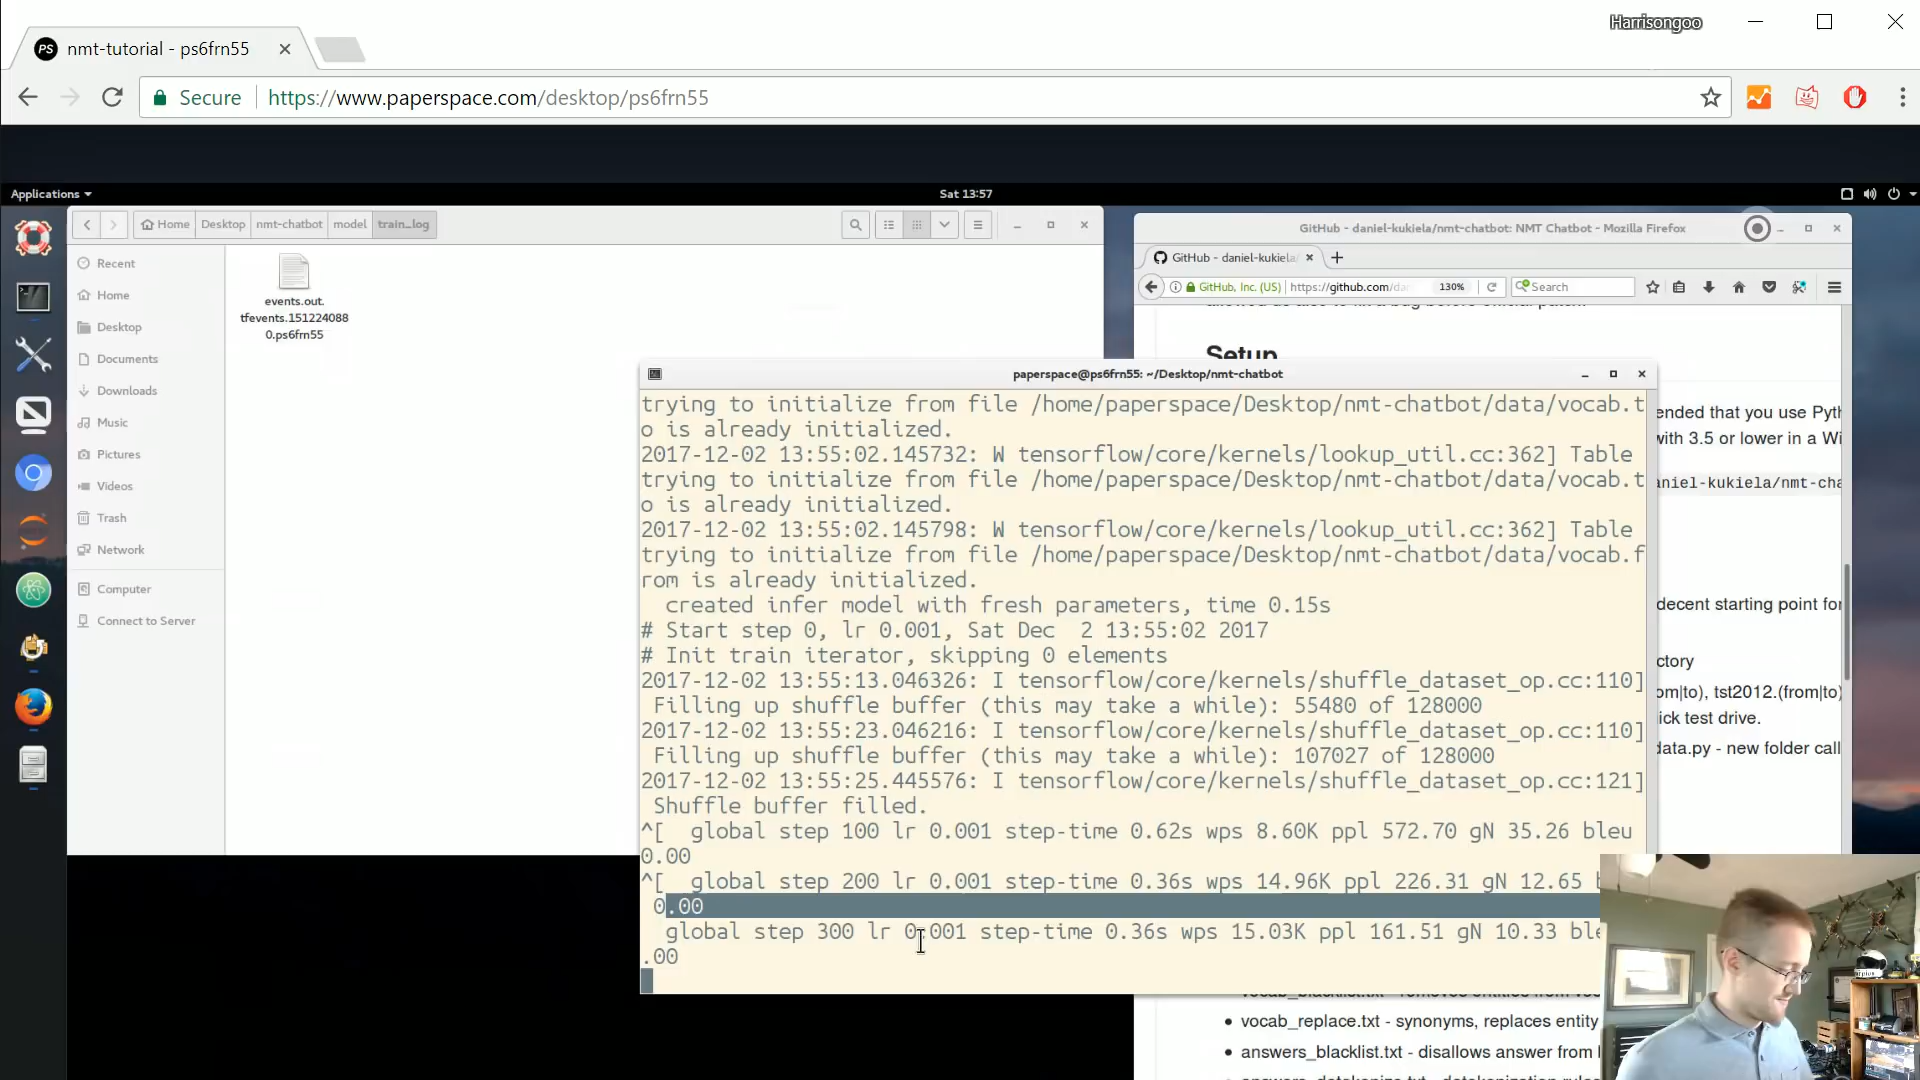 Harrisongoo
nmt-tutorial - ps6frn55
Secure https://www.paperspace.com/desktop/ps6frn55
Applications
Sat 13:57
Home Desktop nmt-chatbot model train_log
Recent
Home
Desktop
Documents
Downloads
Music
Pictures
Videos
Trash
Network
Computer
Connect to Server
events.out.
tfevents.151224088
0.ps6frn55
GitHub - daniel-kukiela/nmt-chatbot: NMT Chatbot - Mozilla Firefox
GitHub - daniel-kukiela/
GitHub, Inc. (US) https://github.com/dan 130% Search
Setup
ended that you use Pyth
with 3.5 or lower in a Wi
aniel-kukiela/nmt-cha
decent starting point for
ctory
om|to), tst2012.(from|to)
ick test drive.
data.py - new folder call
paperspace@ps6frn55: ~/Desktop/nmt-chatbot
trying to initialize from file /home/paperspace/Desktop/nmt-chatbot/data/vocab.t
o is already initialized.
2017-12-02 13:55:02.145732: W tensorflow/core/kernels/lookup_util.cc:362] Table
trying to initialize from file /home/paperspace/Desktop/nmt-chatbot/data/vocab.t
o is already initialized.
2017-12-02 13:55:02.145798: W tensorflow/core/kernels/lookup_util.cc:362] Table
trying to initialize from file /home/paperspace/Desktop/nmt-chatbot/data/vocab.f
rom is already initialized.
created infer model with fresh parameters, time 0.15s
# Start step 0, lr 0.001, Sat Dec  2 13:55:02 2017
# Init train iterator, skipping 0 elements
2017-12-02 13:55:13.046326: I tensorflow/core/kernels/shuffle_dataset_op.cc:110]
Filling up shuffle buffer (this may take a while): 55480 of 128000
2017-12-02 13:55:23.046216: I tensorflow/core/kernels/shuffle_dataset_op.cc:110]
Filling up shuffle buffer (this may take a while): 107027 of 128000
2017-12-02 13:55:25.445576: I tensorflow/core/kernels/shuffle_dataset_op.cc:121]
Shuffle buffer filled.
^[ global step 100 lr 0.001 step-time 0.62s wps 8.60K ppl 572.70 gN 35.26 bleu
0.00
^[ global step 200 lr 0.001 step-time 0.36s wps 14.96K ppl 226.31 gN 12.65 b
0.00
global step 300 lr 0.001 step-time 0.36s wps 15.03K ppl 161.51 gN 10.33 ble
.00
vocab_replace.txt - synonyms, replaces entity
answers_blacklist.txt - disallows answer from